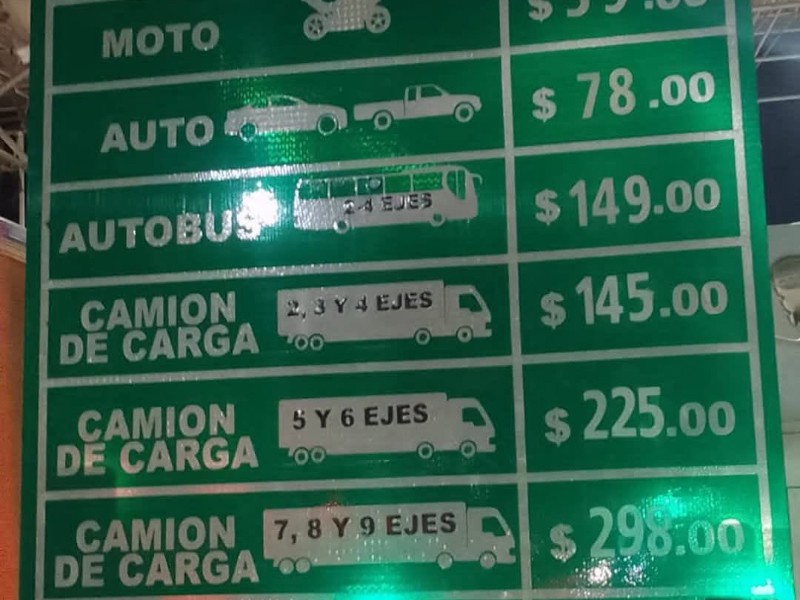 MOTO
AUTO $ 78.00
AUTOBUS 2-4 EJES $ 149.00
CAMION
DE CARGA 2, 3 Y 4 EJES $ 145.00
CAMION
DE CARGA 5 Y 6 EJES $ 225.00
CAMION
DE CARGA 7, 8 Y 9 EJES $ 298.00